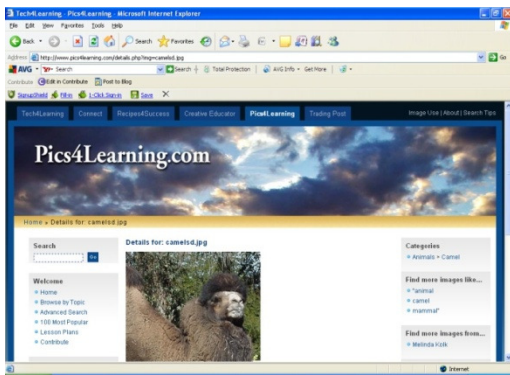 Tech4Learning - Pics4Learning - Microsoft Internet Explorer
File Edit View Favorites Tools Help
Back Search Favorites
Address http://www.pics4learning.com/details.php?img=camelsd.jpg Go
AVG Search Search Total Protection AVG Info Get More
Contribute Edit in Contribute Post to Blog
SignupShield Fill-in 1-Click Sign-in Save
Tech4Learning Connect Recipes4Success Creative Educator Pics4Learning Trading Post Image Use | About | Search Tips
Pics4Learning.com
Home » Details for: camelsd.jpg
Search
Go
Welcome
Home
Browse by Topic
Advanced Search
100 Most Popular
Lesson Plans
Contribute
Details for: camelsd.jpg
Categories
Animals > Camel
Find more images like...
"animal
camel
mammal"
Find more images from...
Melinda Kolk
Internet